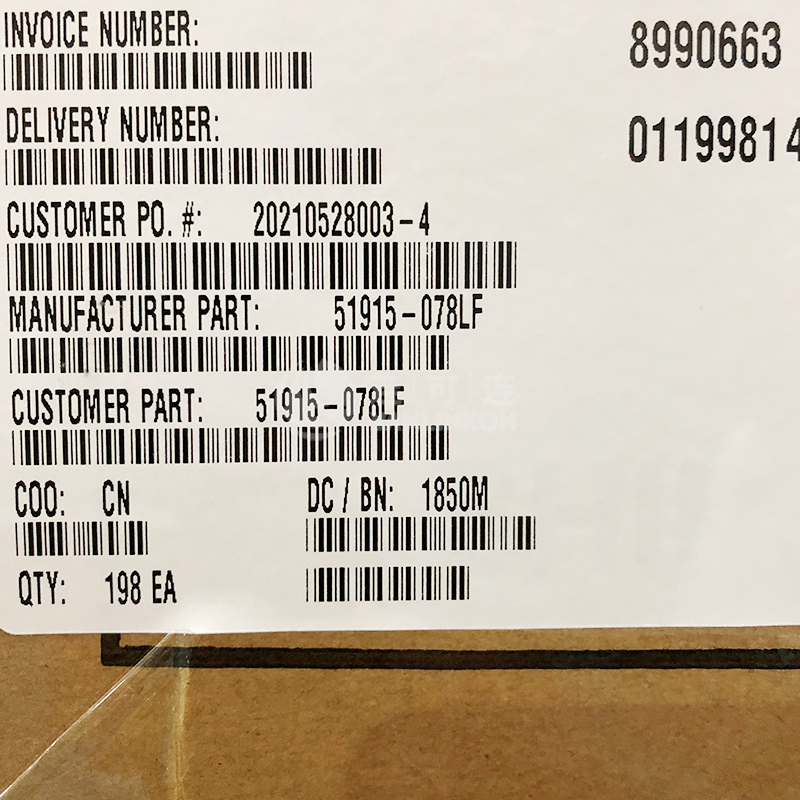 INVOICE NUMBER: 8990663
DELIVERY NUMBER: 01199814
CUSTOMER PO. #: 20210528003-4
MANUFACTURER PART: 51915-078LF
CUSTOMER PART: 51915-078LF
COO: CN DC / BN: 1850M
QTY: 198 EA